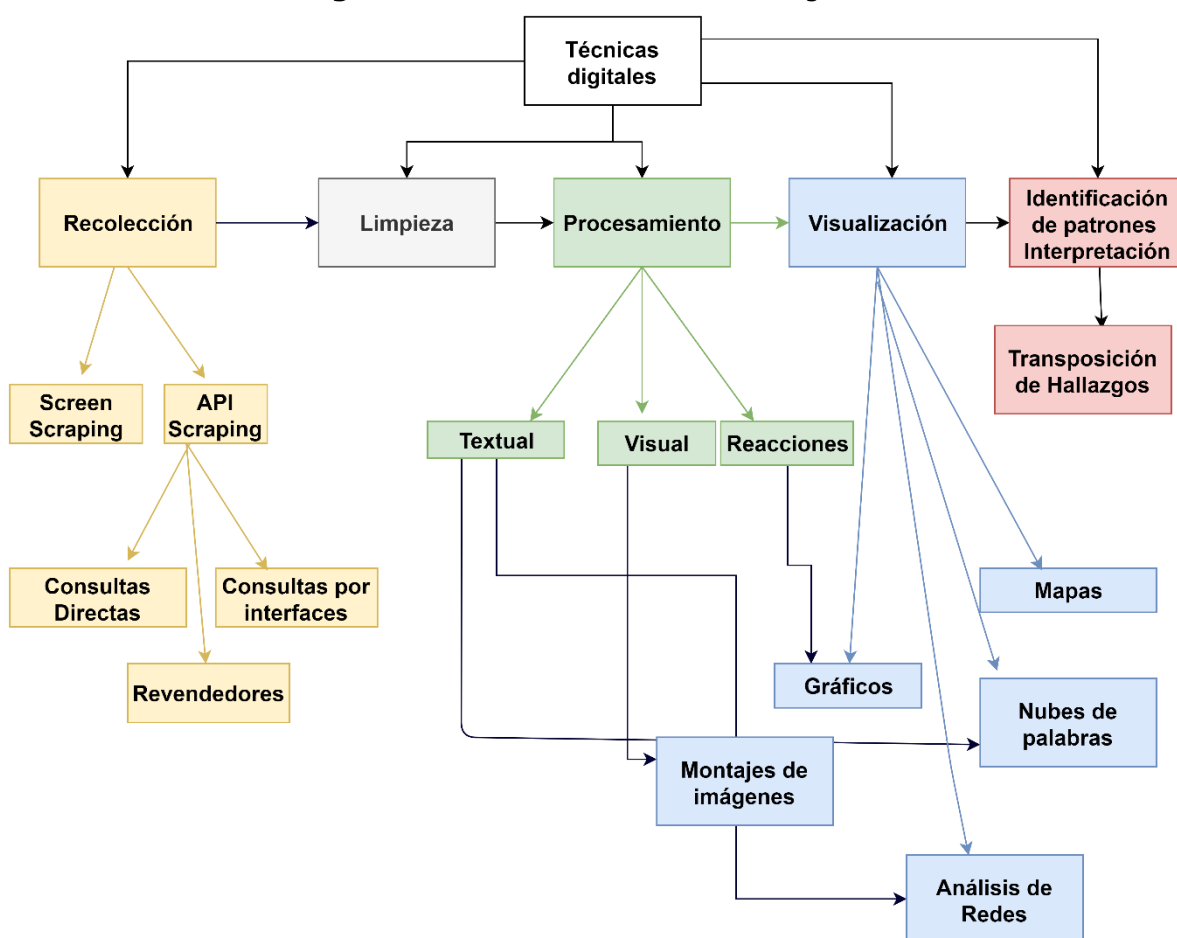 Técnicas
digitales
Recolección
Limpieza
Procesamiento
Visualización
Identificación
de patrones
Interpretación
Transposición
de Hallazgos
Screen
Scraping
API
Scraping
Textual
Visual
Reacciones
Consultas
Directas
Consultas por
interfaces
Mapas
Revendedores
Gráficos
Nubes de
palabras
Montajes de
imágenes
Análisis de
Redes